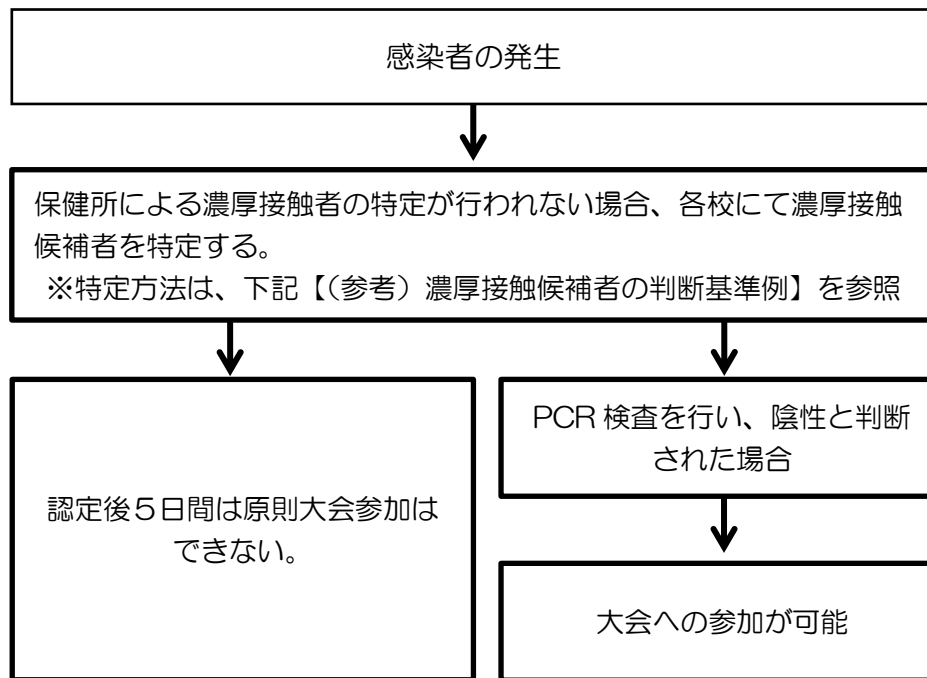 感染者の発生
保健所による濃厚接触者の特定が行われない場合、各校にて濃厚接触
候補者を特定する。
※特定方法は、下記【（参考）濃厚接触候補者の判断基準例】を参照
認定後５日間は原則大会参加は
できない。
PCR 検査を行い、陰性と判断
された場合
大会への参加が可能